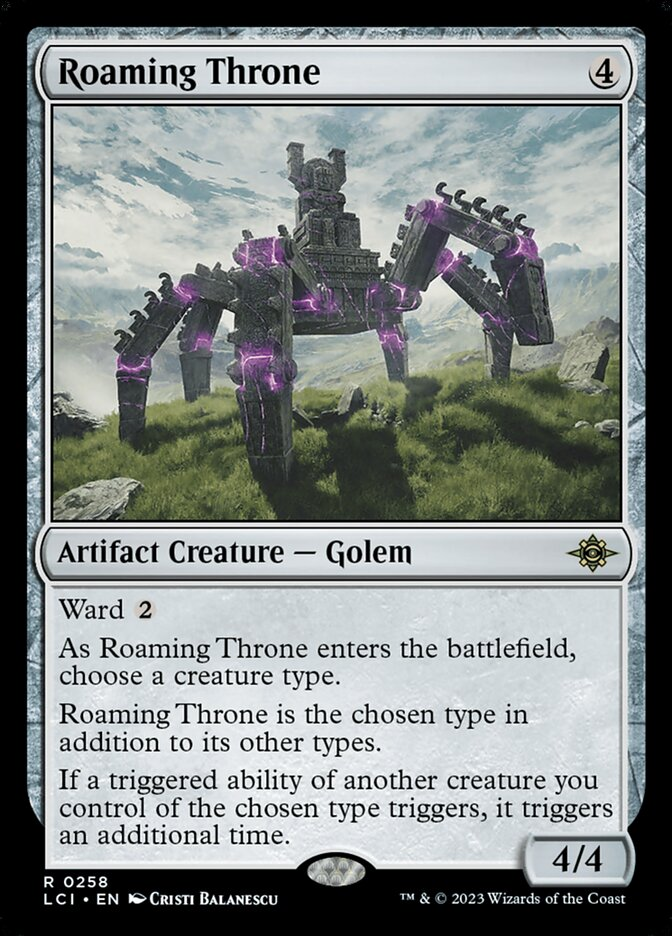 Roaming Throne 4
Artifact Creature — Golem
Ward 2
As Roaming Throne enters the battlefield,
choose a creature type.
Roaming Throne is the chosen type in
addition to its other types.
If a triggered ability of another creature you
control of the chosen type triggers, it triggers
an additional time.
4/4
R 0258
LCI • EN Cristi Balanescu
™ & © 2023 Wizards of the Coast